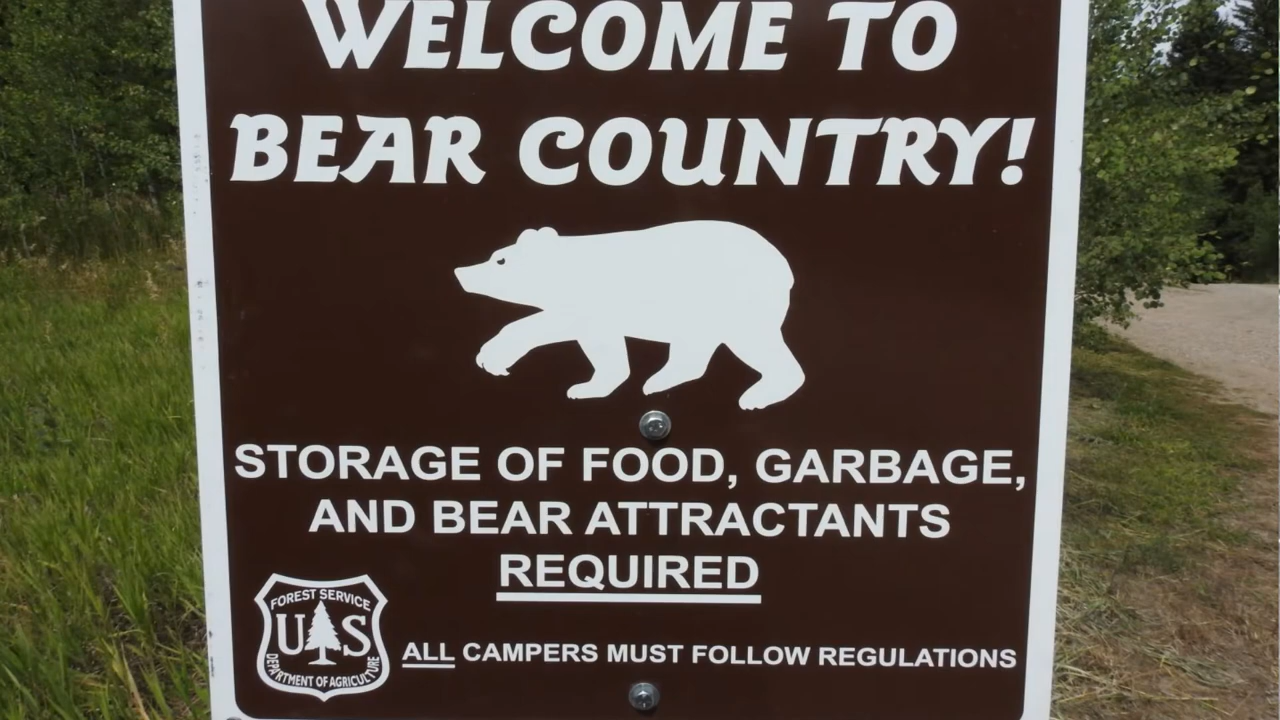 WELCOME TO
BEAR COUNTRY!
STORAGE OF FOOD, GARBAGE,
AND BEAR ATTRACTANTS
REQUIRED
FOREST SERVICE
U S
DEPARTMENT OF AGRICULTURE
ALL CAMPERS MUST FOLLOW REGULATIONS